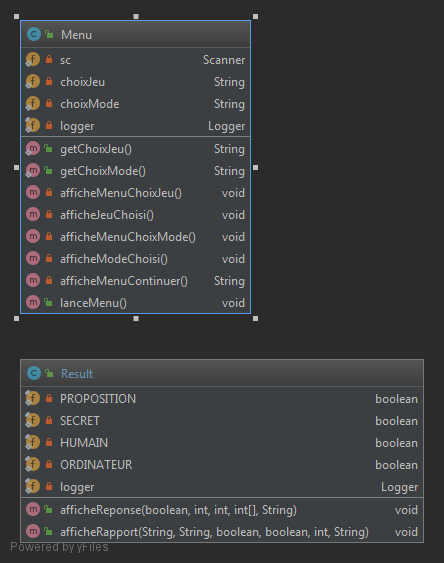 Menu
sc Scanner
choixJeu String
choixMode String
logger Logger
getChoixJeu() String
getChoixMode() String
afficheMenuChoixJeu() void
afficheJeuChoisi() void
afficheMenuChoixMode() void
afficheModeChoisi() void
afficheMenuContinuer() String
lanceMenu() void
Result
PROPOSITION boolean
SECRET boolean
HUMAIN boolean
ORDINATEUR boolean
logger Logger
afficheReponse(boolean, int, int, int[], String) void
afficheRapport(String, String, boolean, boolean, int, String) void
Powered by yFiles